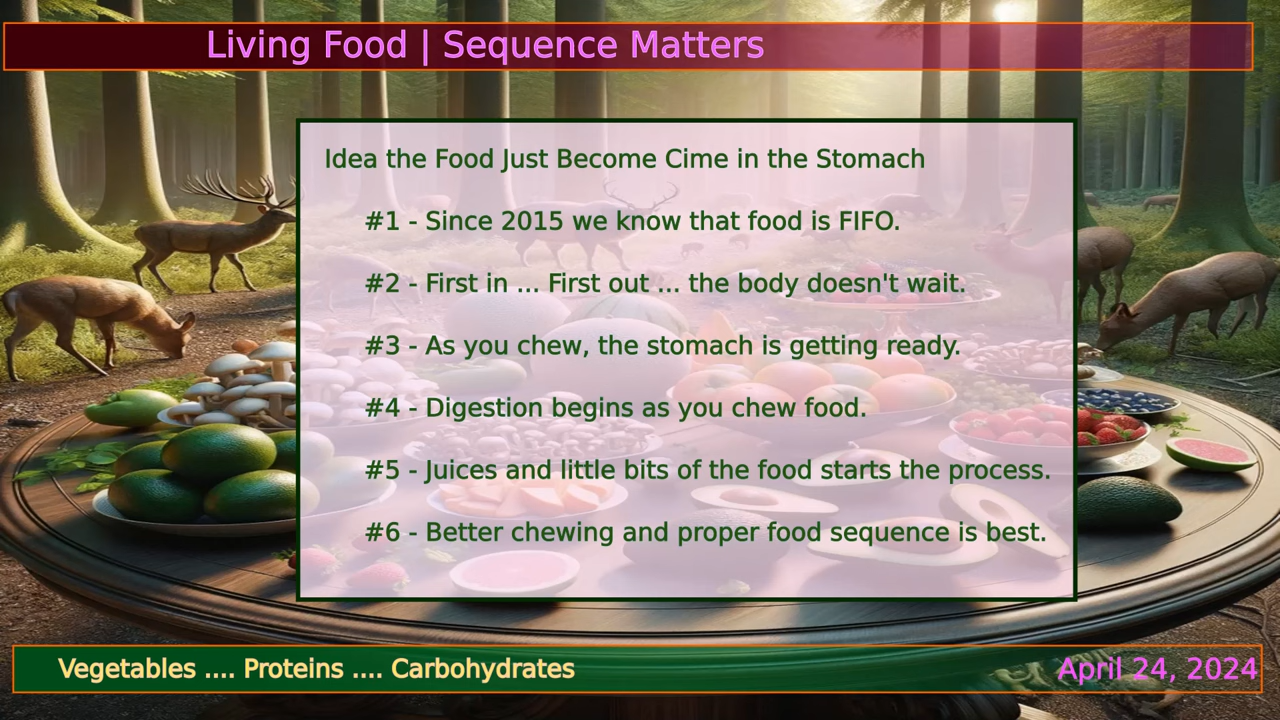 Living Food | Sequence Matters
Idea the Food Just Become Cime in the Stomach
#1 - Since 2015 we know that food is FIFO.
#2 - First in ... First out ... the body doesn't wait.
#3 - As you chew, the stomach is getting ready.
#4 - Digestion begins as you chew food.
#5 - Juices and little bits of the food starts the process.
#6 - Better chewing and proper food sequence is best.
Vegetables .... Proteins .... Carbohydrates
April 24, 2024